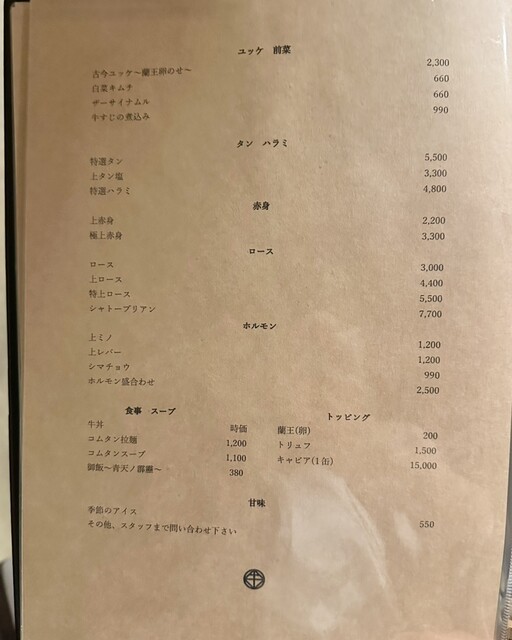 ユッケ 前菜
古今ユッケ〜蘭王卵のせ〜 2,300
白菜キムチ 660
ザーサイナムル 660
牛すじの煮込み 990
タン ハラミ
特選タン 5,500
上タン塩 3,300
特選ハラミ 4,800
赤身
上赤身 2,200
極上赤身 3,300
ロース
ロース 3,000
上ロース 4,400
特上ロース 5,500
シャトーブリアン 7,700
ホルモン
上ミノ 1,200
上レバー 1,200
シマチョウ 990
ホルモン盛合わせ 2,500
食事 スープ
牛丼 時価
コムタン拉麺 1,200
コムタンスープ 1,100
御飯〜青天ノ霹靂〜 380
トッピング
蘭王(卵) 200
トリュフ 1,500
キャビア(1缶) 15,000
甘味
季節のアイス 550
その他、スタッフまで問い合わせ下さい